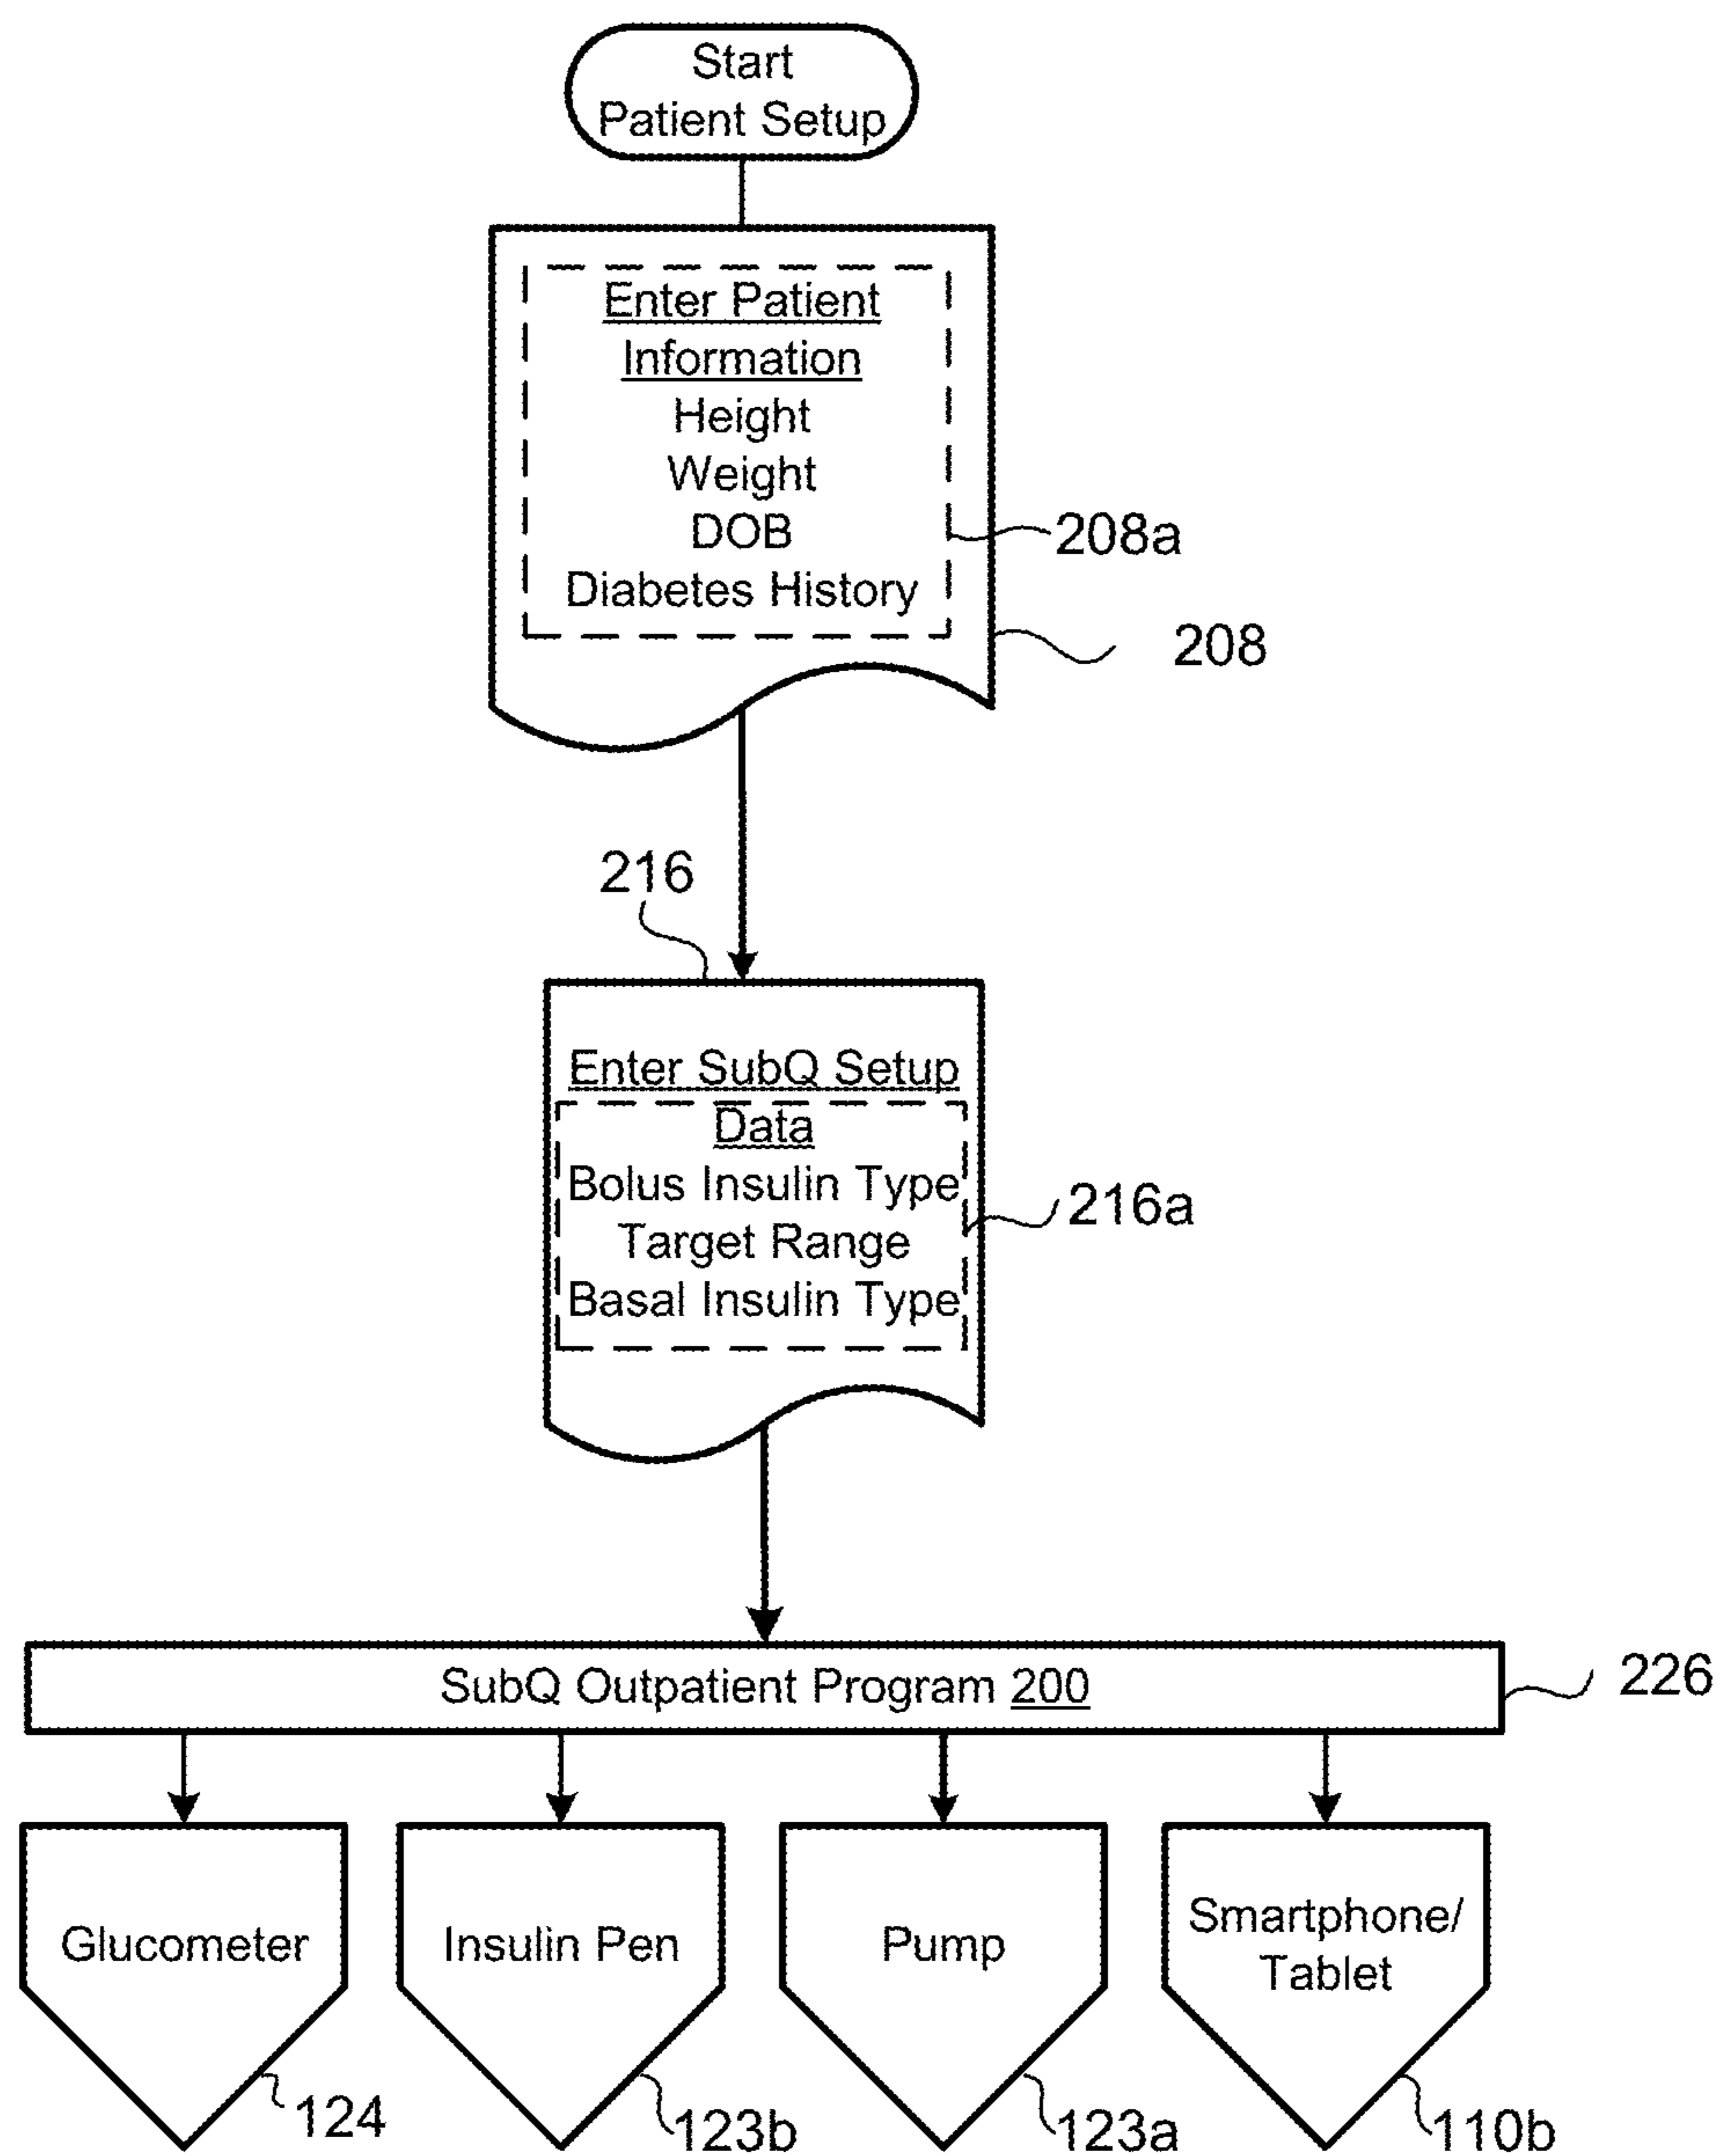 Start
Patient Setup
Enter Patient
Information
Height
Weight
DOB
Diabetes History
208a
208
216
Enter SubQ Setup
Data
Bolus Insulin Type
Target Range
Basal Insulin Type
216a
SubQ Outpatient Program 200
226
Glucometer
Insulin Pen
Pump
Smartphone/
Tablet
124
123b
123a
110b